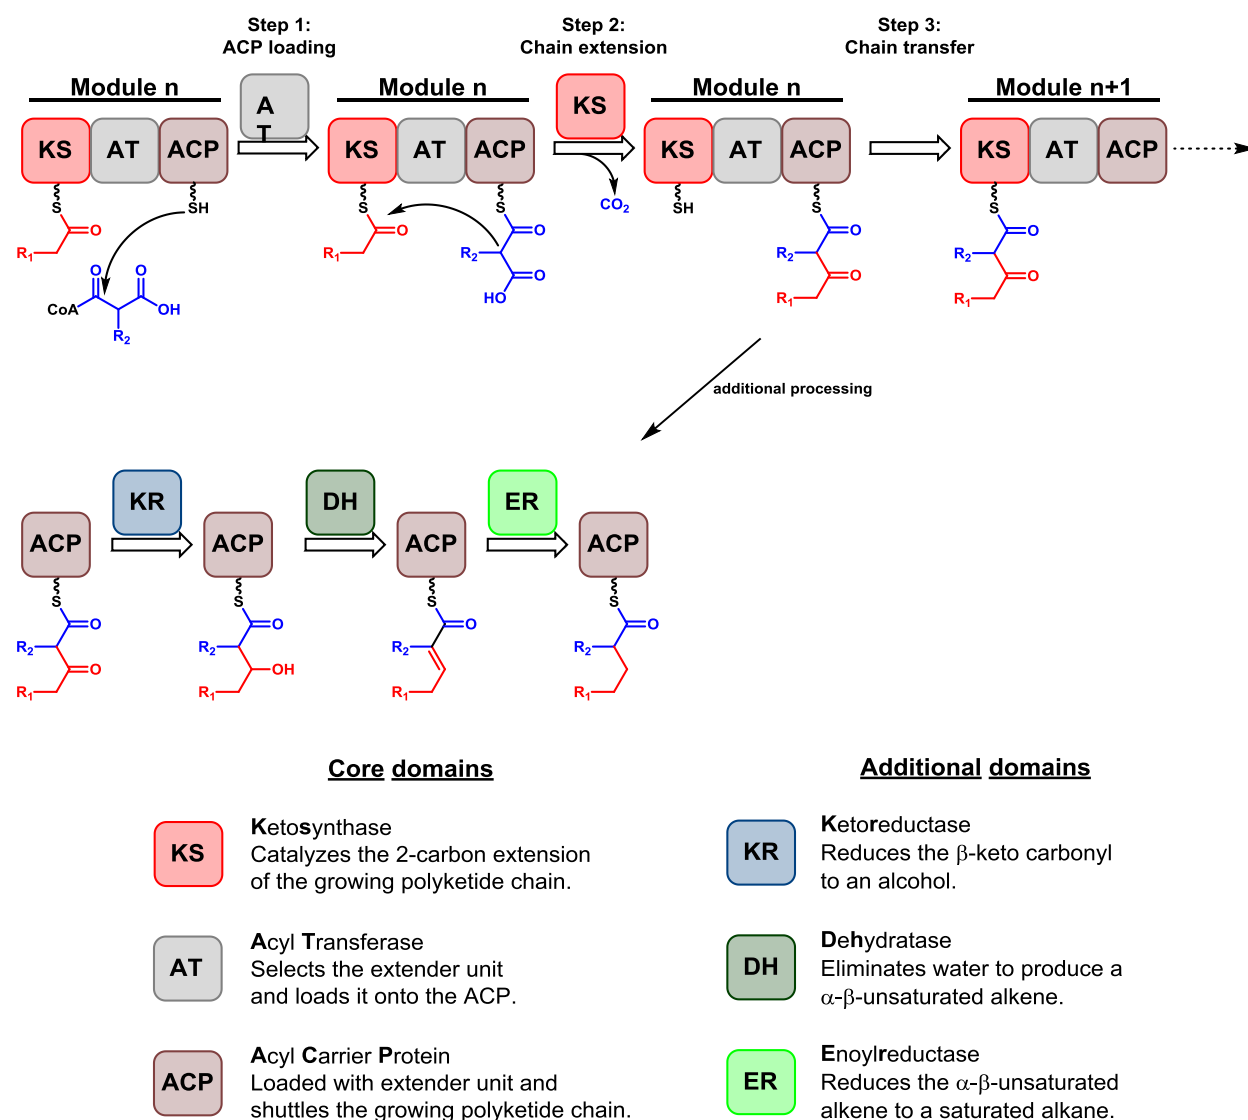 Step 1:
ACP loading
Step 2:
Chain extension
Step 3:
Chain transfer
Module n
Module n
Module n
Module n+1
A
T
KS
KS AT ACP
KS AT ACP
KS AT ACP
KS AT ACP
S
SH
S
S
SH
S
S
CO2
O
R1
O
R1
O
R2
O
HO
O
R2
O
R1
O
R2
O
R1
O
O
CoA
OH
R2
additional processing
KR
DH
ER
ACP
ACP
ACP
ACP
S
S
S
S
O
R2
O
R1
O
R2
OH
R1
O
R2
R1
O
R2
R1
Core domains
KS
Ketosynthase
Catalyzes the 2-carbon extension
of the growing polyketide chain.
AT
Acyl Transferase
Selects the extender unit
and loads it onto the ACP.
ACP
Acyl Carrier Protein
Loaded with extender unit and
shuttles the growing polyketide chain.
Additional domains
KR
Ketoreductase
Reduces the β-keto carbonyl
to an alcohol.
DH
Dehydratase
Eliminates water to produce a
α-β-unsaturated alkene.
ER
Enoylreductase
Reduces the α-β-unsaturated
alkene to a saturated alkane.